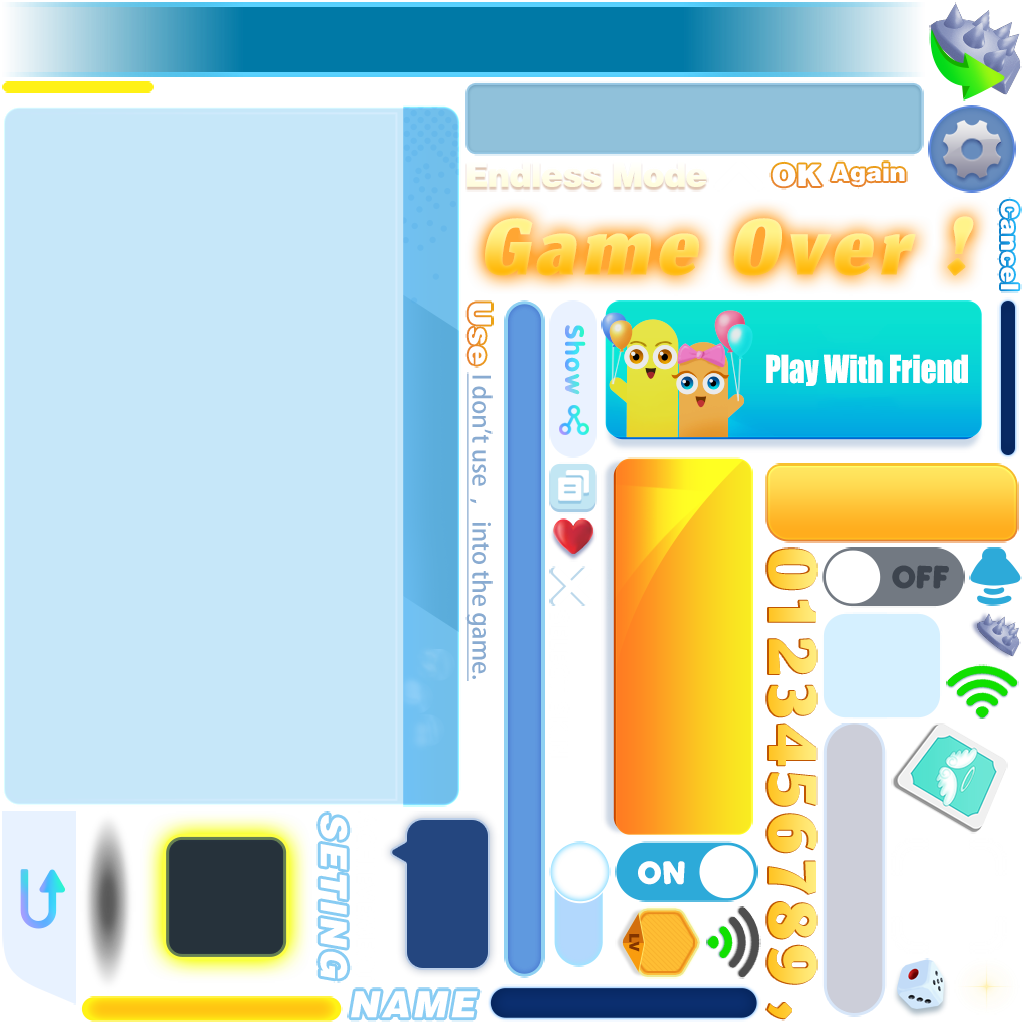 Endless Mode
OK
Again
Cancel
Game Over !
Use
I don't use , into the game.
Show
Play With Friend
OFF
0123456789,
SETING
ON
LV
NAME